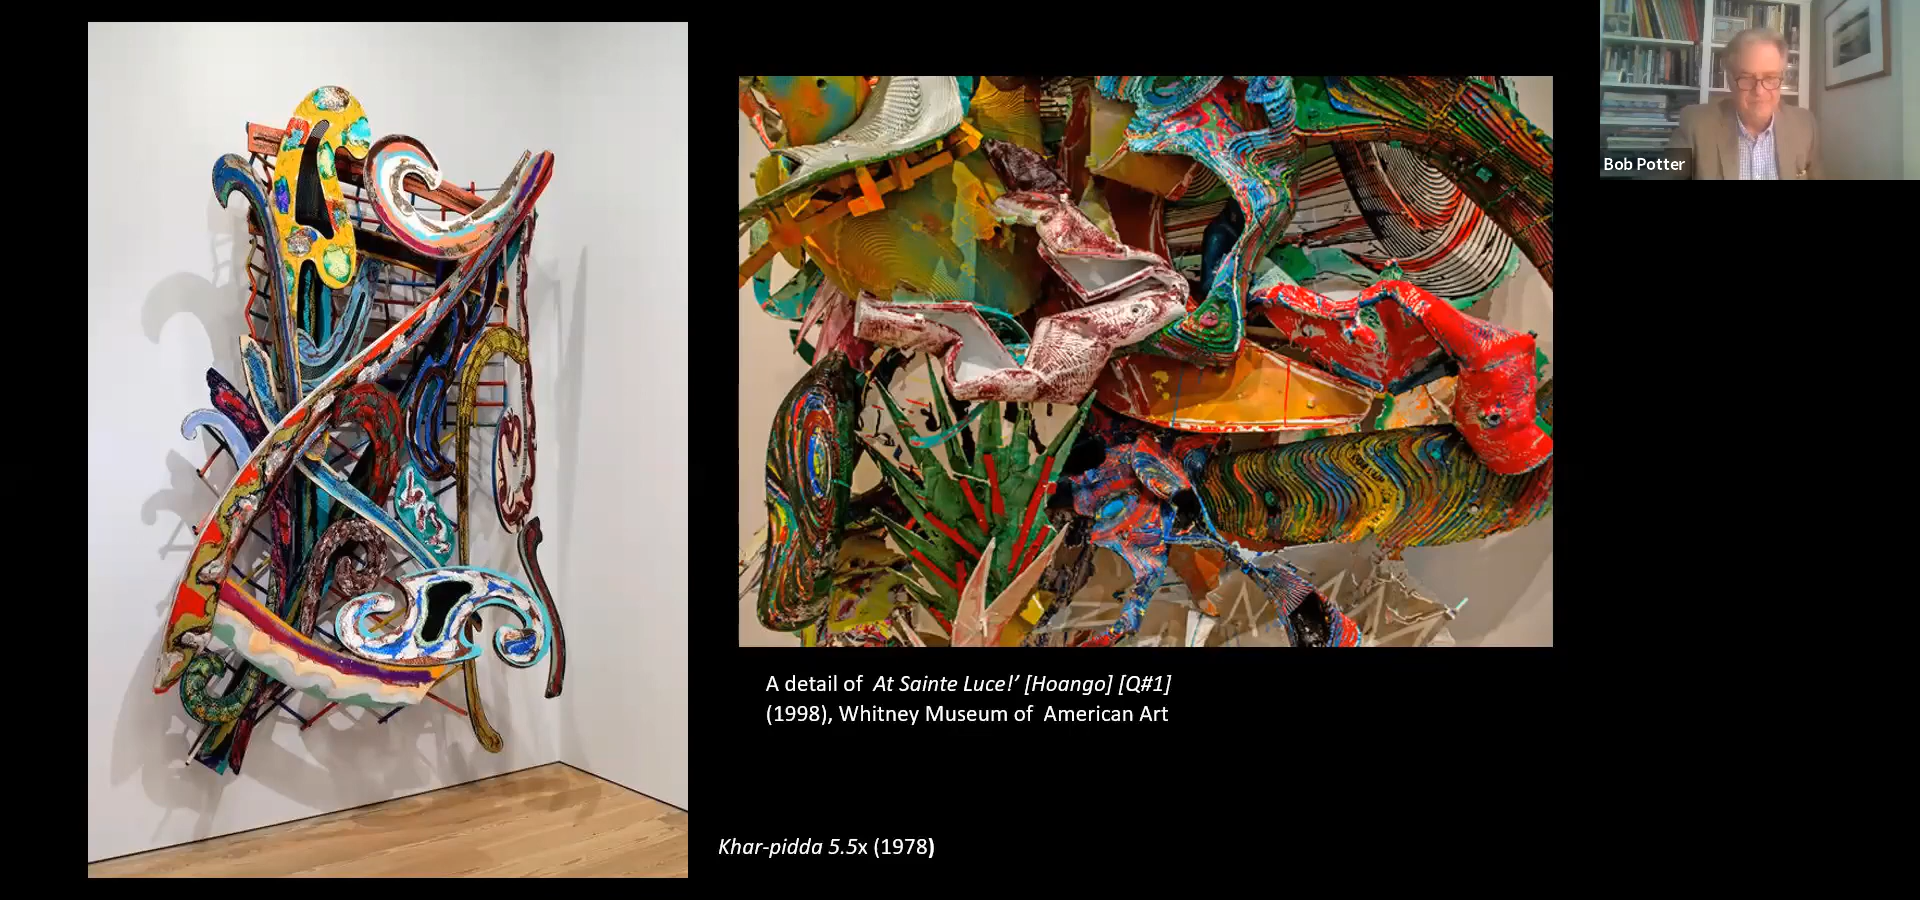 Bob Potter
A detail of At Sainte Luce!’ [Hoango] [Q#1]
(1998), Whitney Museum of American Art
Khar-pidda 5.5x (1978)